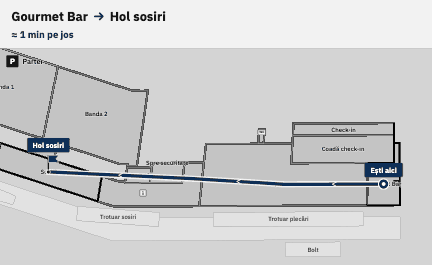 Gourmet Bar → Hol sosiri
≈ 1 min pe jos
P Parter
Banda 2
Check-in
Coadă check-in
Spre securitate
Hol sosiri
Ești aici
Trotuar sosiri
Trotuar plecări
Bolt